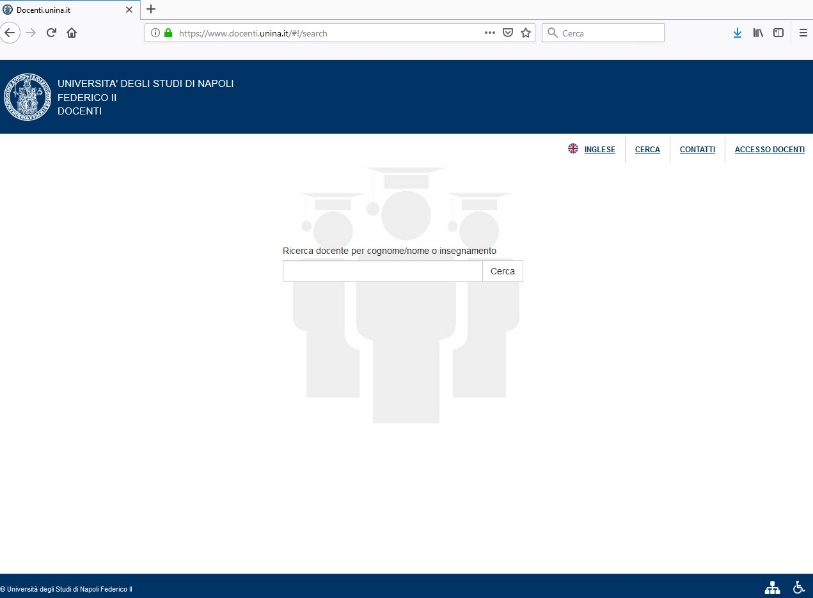 Docenti.unina.it
https://www.docenti.unina.it/#!/search
Cerca
UNIVERSITA' DEGLI STUDI DI NAPOLI
FEDERICO II
DOCENTI
INGLESE CERCA CONTATTI ACCESSO DOCENTI
Ricerca docente per cognome/nome o insegnamento
Cerca
© Università degli Studi di Napoli Federico II